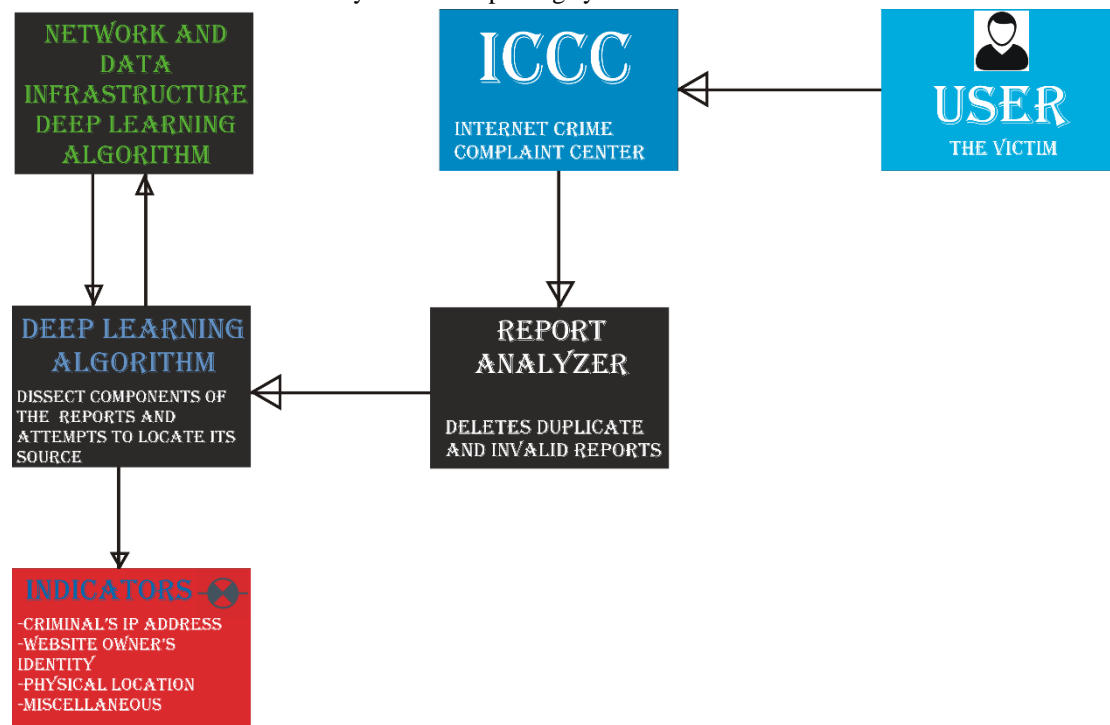 NETWORK AND
DATA
INFRASTRUCTURE
DEEP LEARNING
ALGORITHM
ICCC
INTERNET CRIME
COMPLAINT CENTER
USER
THE VICTIM
DEEP LEARNING
ALGORITHM
DISSECT COMPONENTS OF
THE REPORTS AND
ATTEMPTS TO LOCATE ITS
SOURCE
REPORT
ANALYZER
DELETES DUPLICATE
AND INVALID REPORTS
INDICATORS
-CRIMINAL'S IP ADDRESS
-WEBSITE OWNER'S
IDENTITY
-PHYSICAL LOCATION
-MISCELLANEOUS